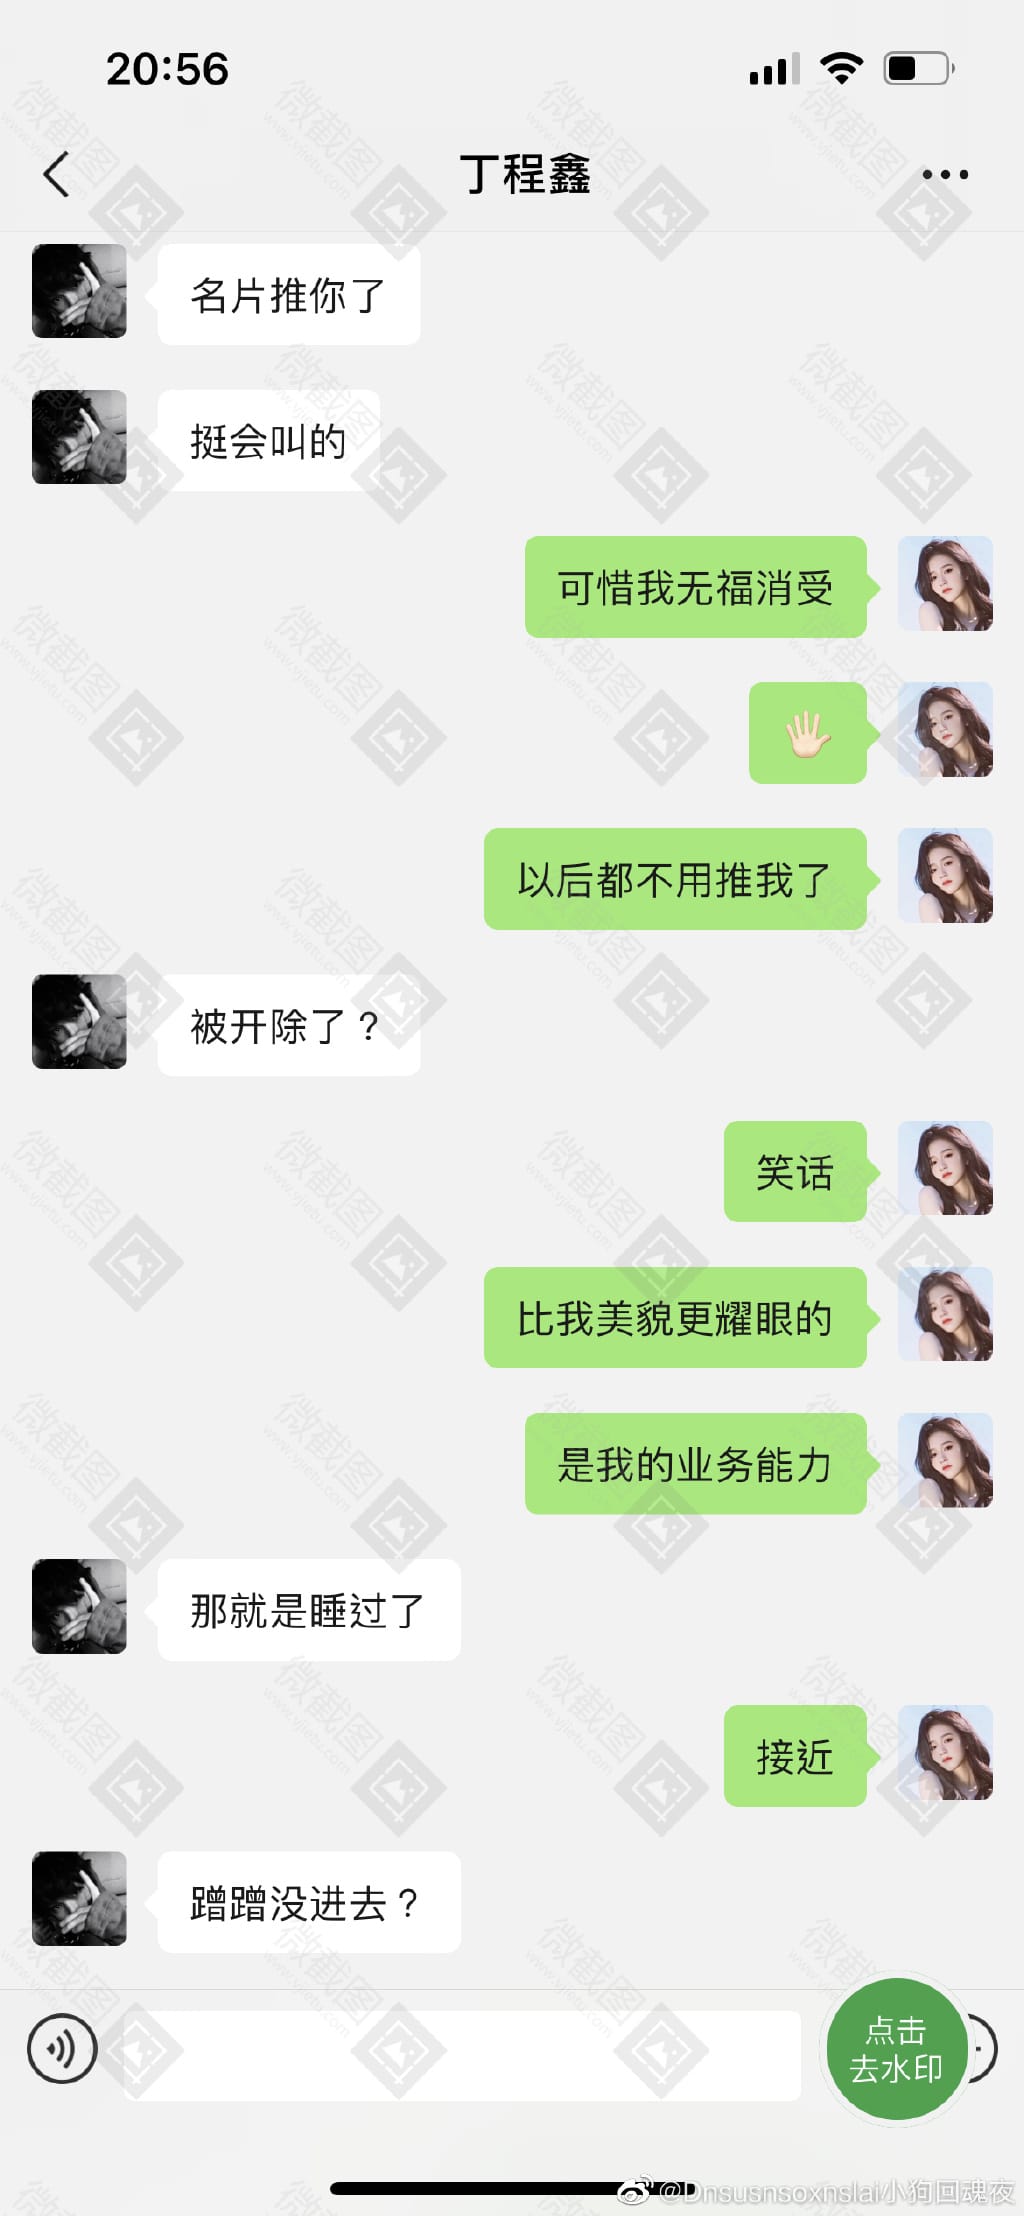 20:56
丁程鑫
名片推你了
挺会叫的
可惜我无福消受
以后都不用推我了
被开除了？
笑话
比我美貌更耀眼的
是我的业务能力
那就是睡过了
接近
蹭蹭没进去？
点击
去水印
@Dnsusnsoxnslai小狗回魂夜
微截图